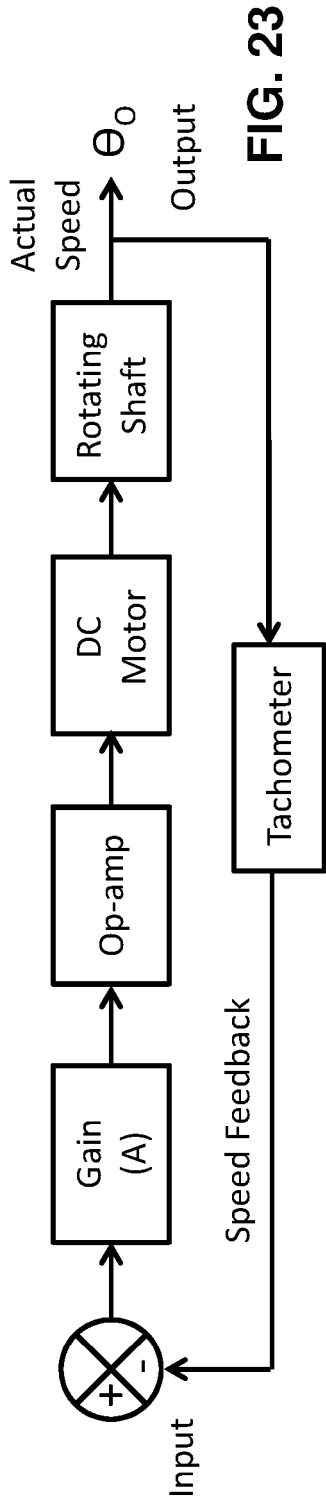 Input
+
-
Gain
(A)
Op-amp
DC
Motor
Rotating
Shaft
Actual
Speed
Θo
Output
Speed Feedback
Tachometer
FIG. 23